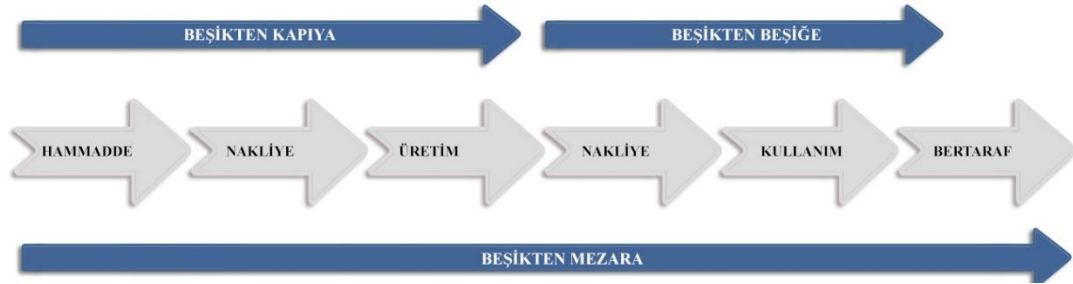 BEŞİKTEN KAPIYA
BEŞİKTEN BEŞİĞE
HAMMADDE
NAKLİYE
ÜRETİM
NAKLİYE
KULLANIM
BERTARAF
BEŞİKTEN MEZARA